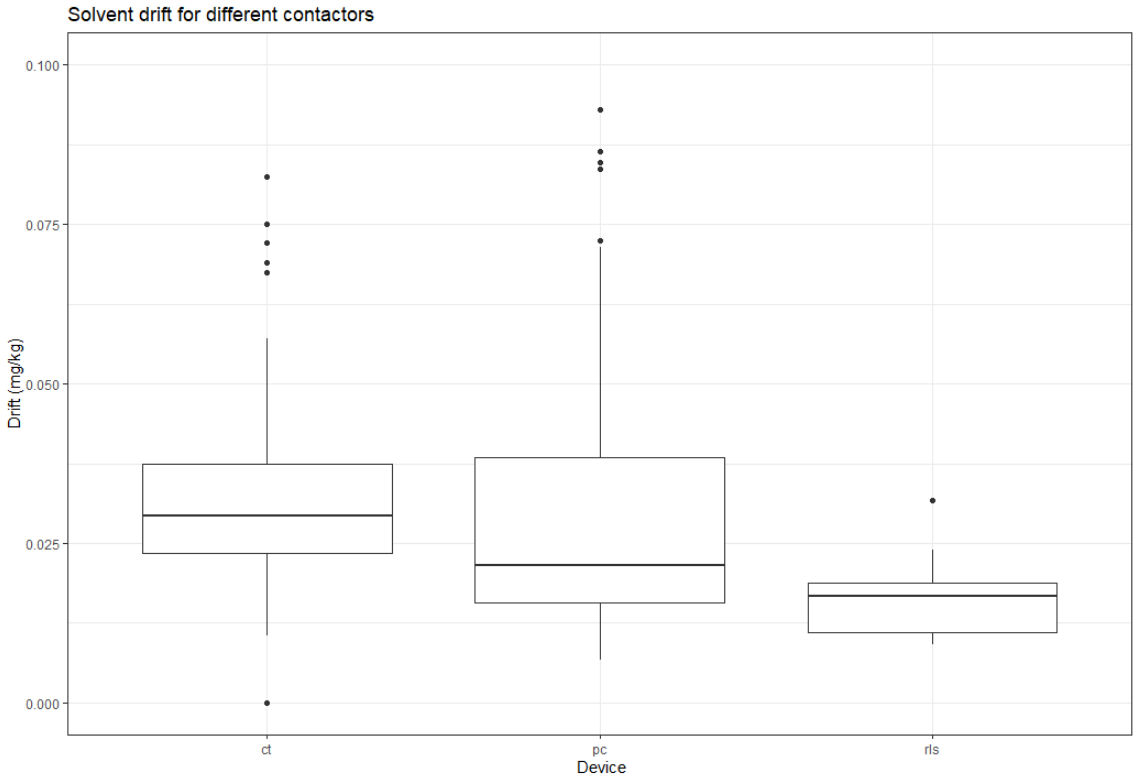 Solvent drift for different contactors
0.100
0.075
0.050
0.025
0.000
Drift (mg/kg)
ct
pc
rls
Device